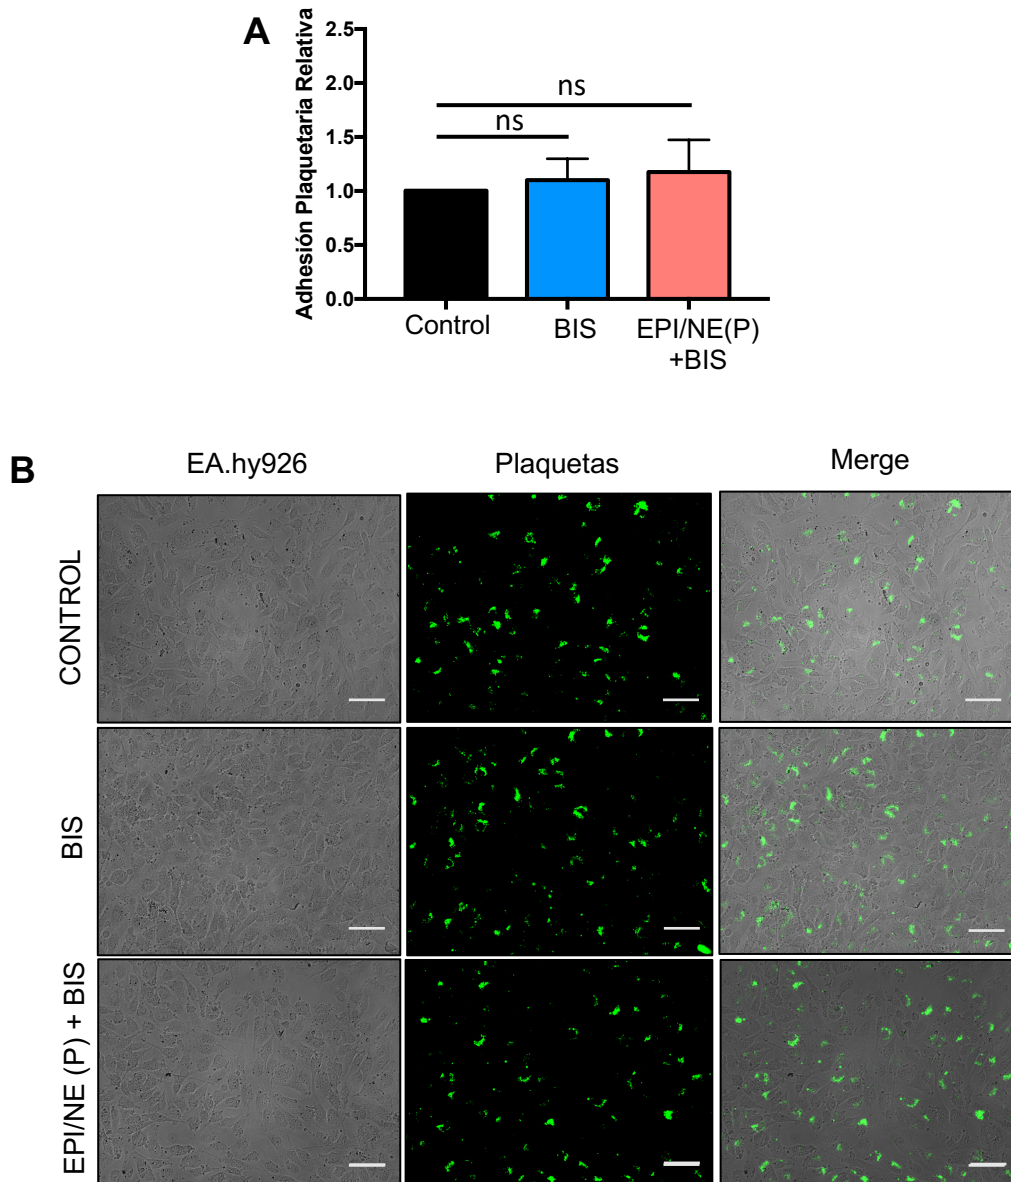 A
Adhesión Plaquetaria Relativa
2.5
2.0
1.5
1.0
0.5
0.0
ns
ns
Control
BIS
EPI/NE(P)
+BIS
B
EA.hy926
Plaquetas
Merge
CONTROL
BIS
EPI/NE (P) + BIS